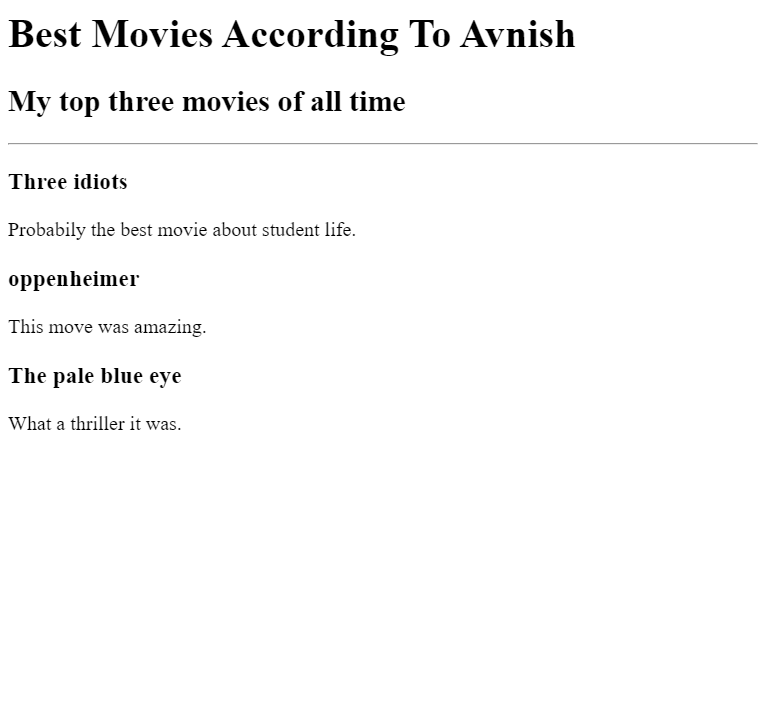 Best Movies According To Avnish
My top three movies of all time
Three idiots
Probabily the best movie about student life.
oppenheimer
This move was amazing.
The pale blue eye
What a thriller it was.